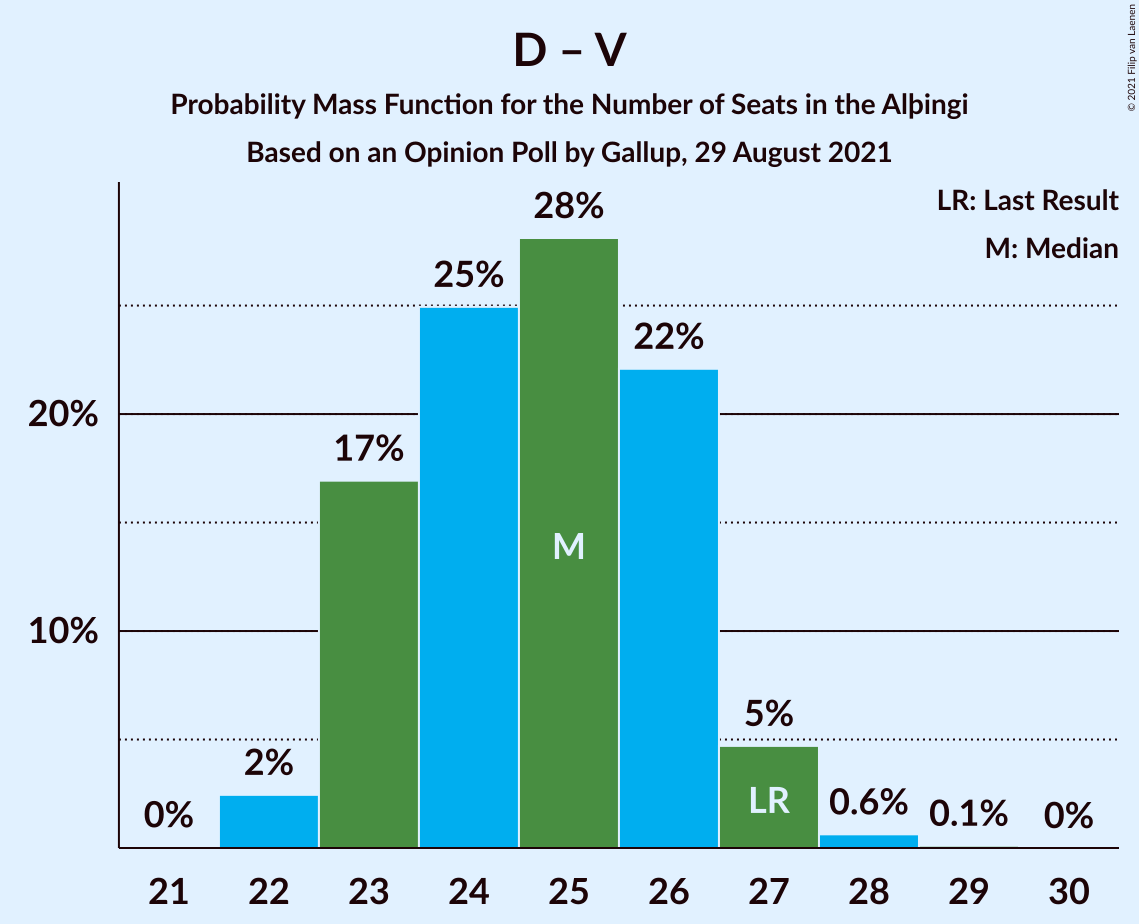 D – V
Probability Mass Function for the Number of Seats in the Alþingi
Based on an Opinion Poll by Gallup, 29 August 2021
© 2021 Filip van Laenen
LR: Last Result
M: Median
28%
25%
22%
20%
17%
M
10%
5%
2%
LR
0.6%
0%
0.1%
0%
21 22 23 24 25 26 27 28 29 30